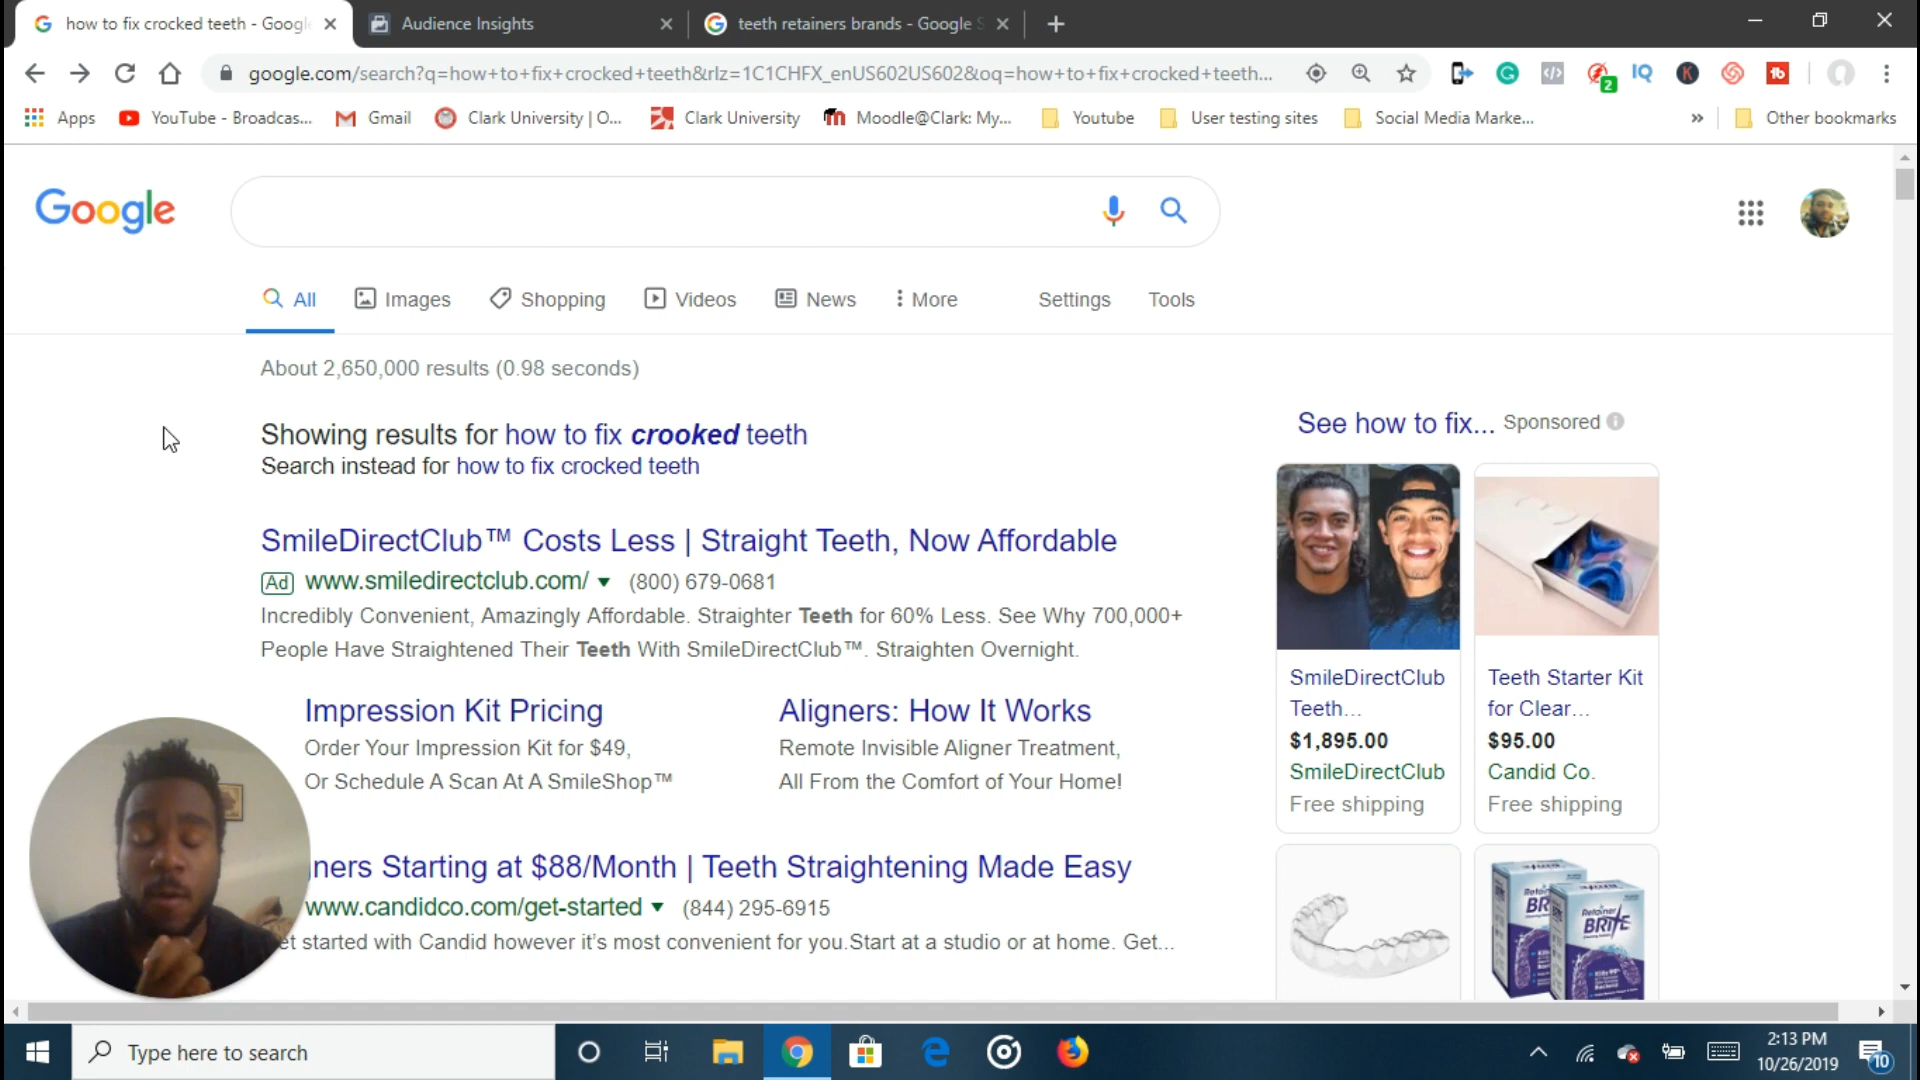 how to fix crocked teeth - Googl
Audience Insights
teeth retainers brands - Google S
google.com/search?q=how+to+fix+crocked+teeth&rlz=1C1CHFX_enUS602US602&oq=how+to+fix+crocked+teeth...
2
IQ
K
tb
Apps
YouTube - Broadcas...
Gmail
Clark University | O...
Clark University
Moodle@Clark: My...
Youtube
User testing sites
Social Media Marke...
»
Other bookmarks
Google
All
Images
Shopping
Videos
News
More
Settings
Tools
About 2,650,000 results (0.98 seconds)
Showing results for how to fix crooked teeth
Search instead for how to fix crocked teeth
SmileDirectClub™ Costs Less | Straight Teeth, Now Affordable
Ad www.smiledirectclub.com/ (800) 679-0681
Incredibly Convenient, Amazingly Affordable. Straighter Teeth for 60% Less. See Why 700,000+
People Have Straightened Their Teeth With SmileDirectClub™. Straighten Overnight.
Impression Kit Pricing
Order Your Impression Kit for $49,
Or Schedule A Scan At A SmileShop™
Aligners: How It Works
Remote Invisible Aligner Treatment,
All From the Comfort of Your Home!
ners Starting at $88/Month | Teeth Straightening Made Easy
www.candidco.com/get-started (844) 295-6915
et started with Candid however it's most convenient for you.Start at a studio or at home. Get...
See how to fix... Sponsored
SmileDirectClub
Teeth...
$1,895.00
SmileDirectClub
Free shipping
Teeth Starter Kit
for Clear...
$95.00
Candid Co.
Free shipping
Retainer
BRITE
Type here to search
2:13 PM
10/26/2019
10